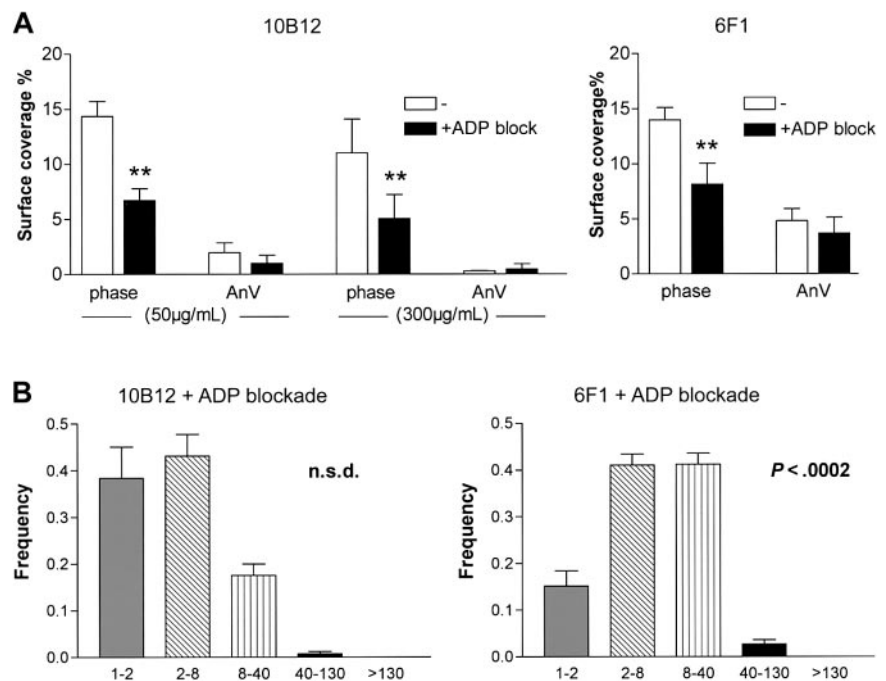 A
10B12
6F1
Surface coverage %
20
15
10
5
0
-
+ADP block
**
**
phase
AnV
phase
AnV
(50µg/mL)
(300µg/mL)
Surface coverage%
20
15
10
5
0
-
+ADP block
**
phase
AnV
B
10B12 + ADP blockade
6F1 + ADP blockade
Frequency
0.5
0.4
0.3
0.2
0.1
0.0
n.s.d.
1-2
2-8
8-40
40-130
>130
Frequency
0.5
0.4
0.3
0.2
0.1
0.0
P < .0002
1-2
2-8
8-40
40-130
>130